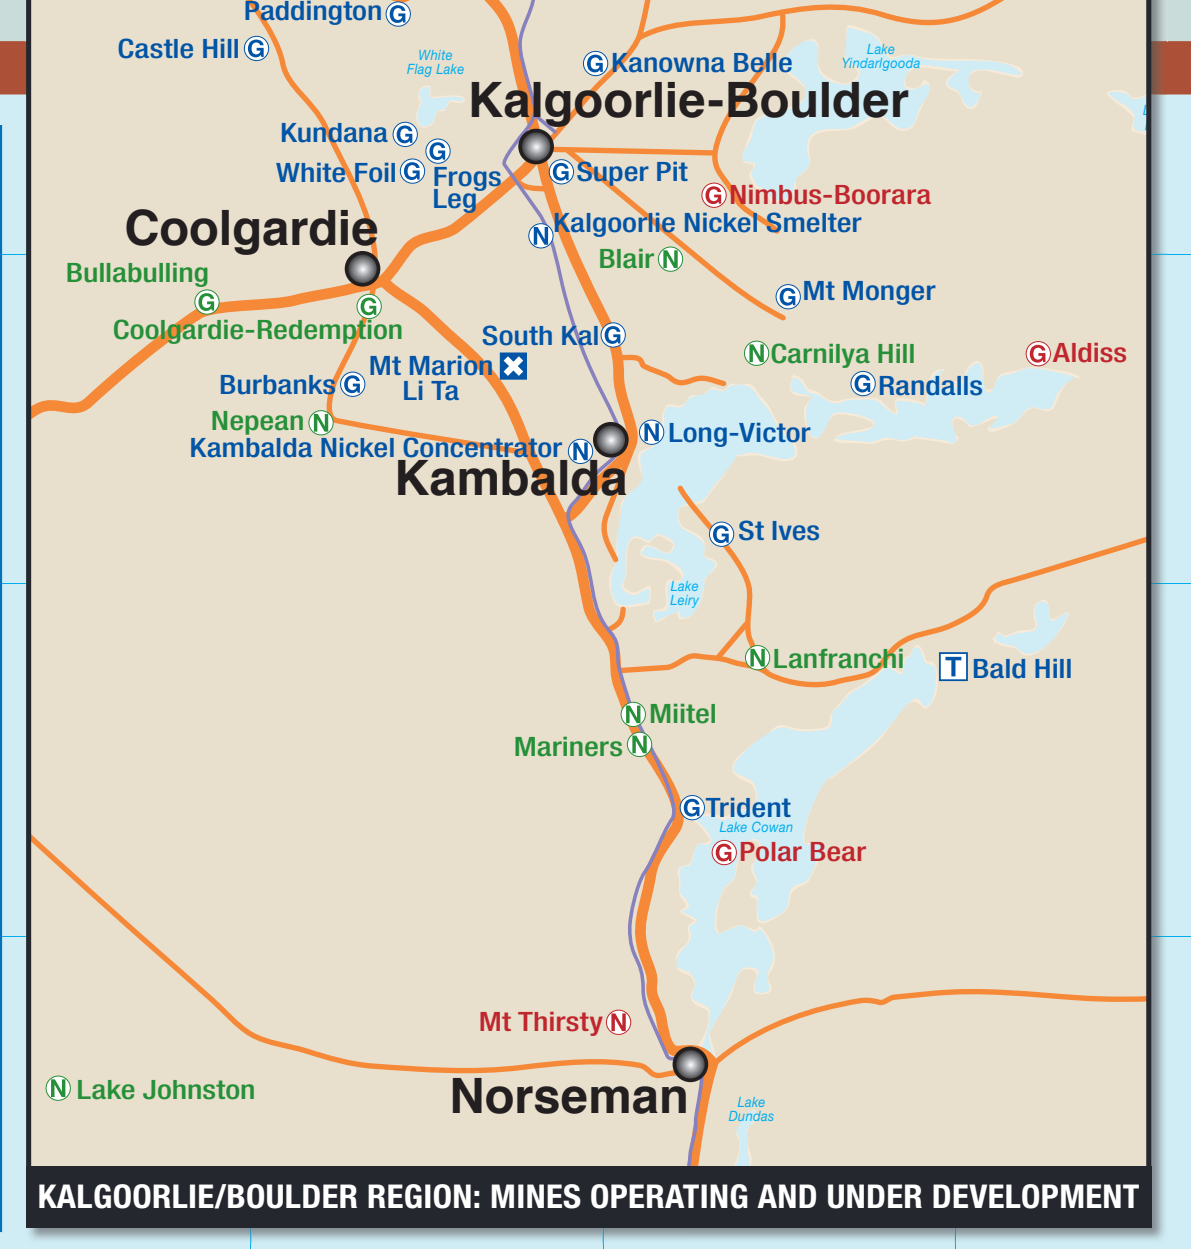 Paddington G
Castle Hill G
White
Flag Lake
G Kanowna Belle
Lake
Yindarlgooda
Kalgoorlie-Boulder
Kundana G
G
White Foil G
Frogs
Leg
G Super Pit
G Nimbus-Boorara
Coolgardie
N Kalgoorlie Nickel Smelter
Blair N
Bullabulling
G
G
Coolgardie-Redemption
G Mt Monger
South Kal G
N Carnilya Hill
G Aldiss
Mt Marion
Li Ta
Burbanks G
G Randalls
Nepean N
N Long-Victor
Kambalda Nickel Concentrator N
Kambalda
G St Ives
Lake
Leiry
N Lanfranchi
T Bald Hill
N Miitel
Mariners N
G Trident
Lake Cowan
G Polar Bear
Mt Thirsty N
N Lake Johnston
Norseman
Lake
Dundas
KALGOORLIE/BOULDER REGION: MINES OPERATING AND UNDER DEVELOPMENT